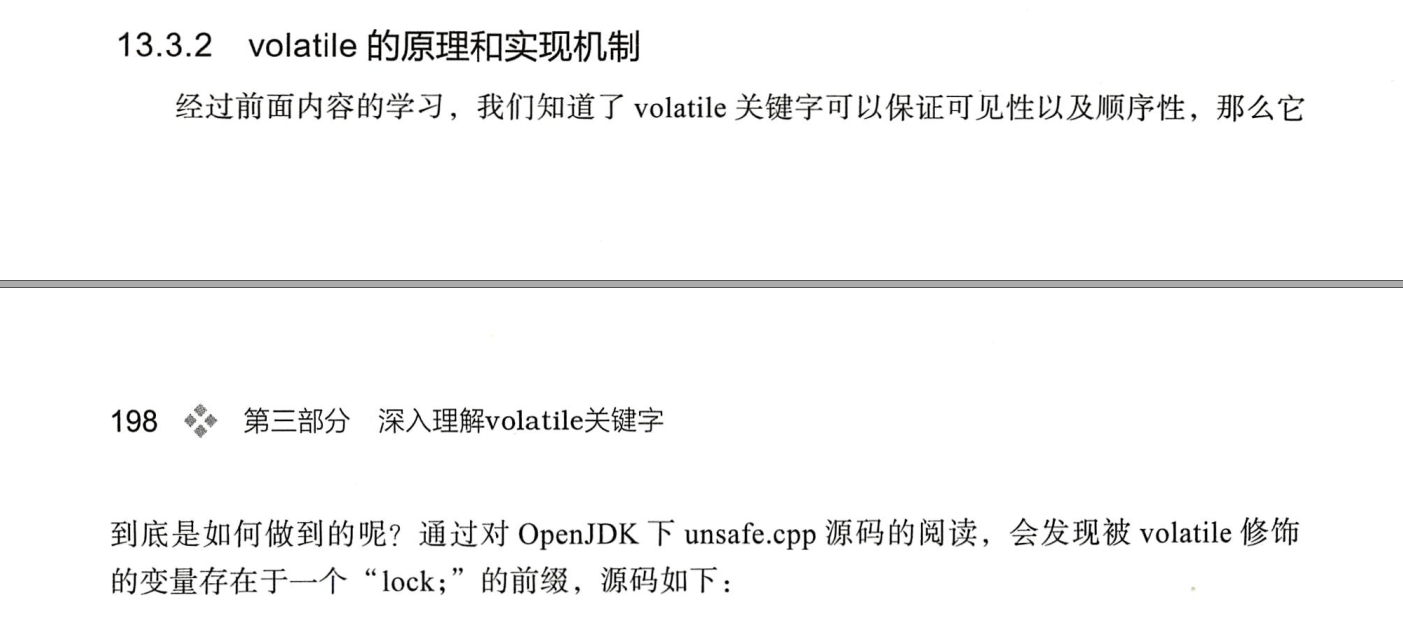 13.3.2 volatile 的原理和实现机制
经过前面内容的学习，我们知道了 volatile 关键字可以保证可见性以及顺序性，那么它
198 第三部分 深入理解volatile关键字
到底是如何做到的呢？通过对 OpenJDK 下 unsafe.cpp 源码的阅读，会发现被 volatile 修饰
的变量存在于一个“lock;”的前缀，源码如下：